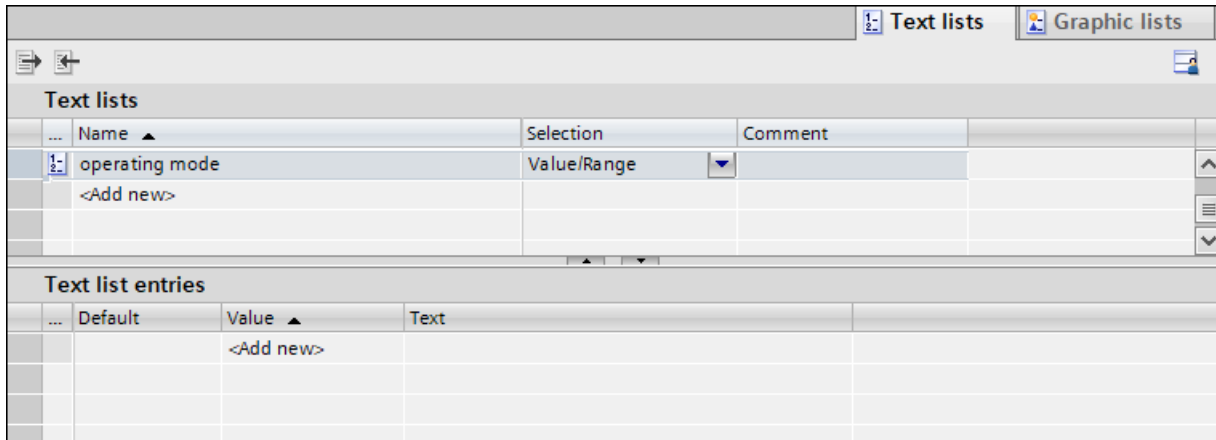 Text lists Graphic lists
Text lists
... Name Selection Comment
operating mode Value/Range
<Add new>
Text list entries
... Default Value Text
<Add new>